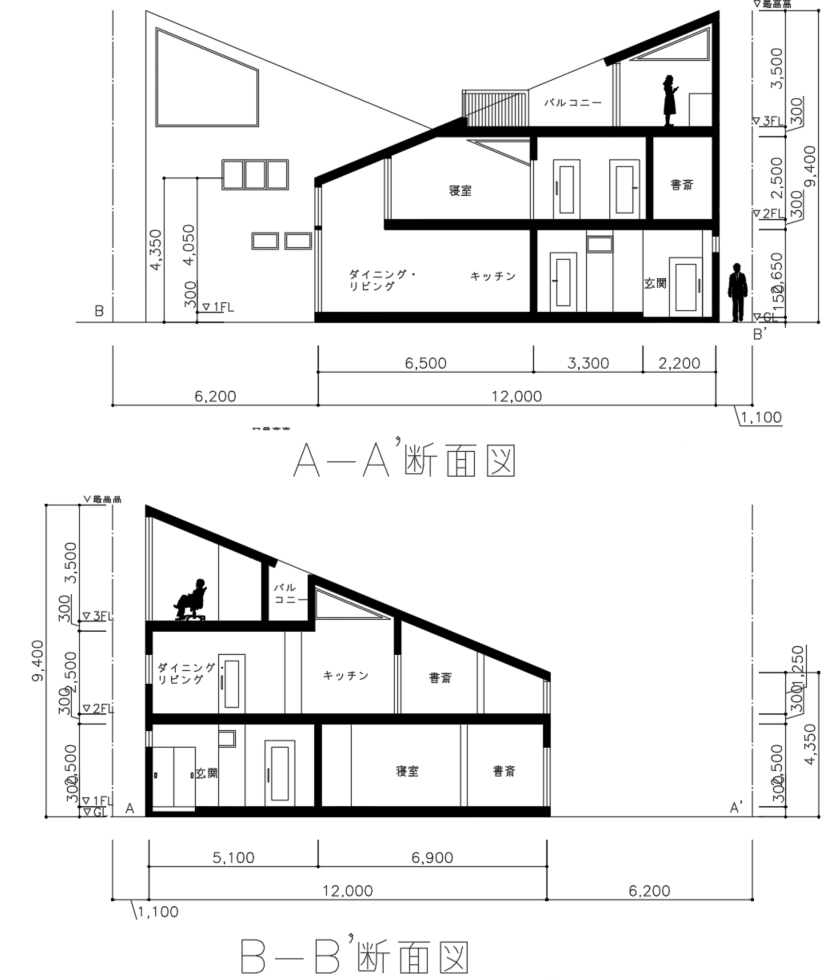 ▽最高高
3,500
バルコニー
300
▽3FL
9,400
2,500
寝室
書斎
300
▽2FL
4,350
4,050
ダイニング・
リビング
キッチン
玄関
2,650
150
300
▽1FL
B
▽GL
B'
6,500
3,300
2,200
6,200
12,000
1,100
A－A'断面図
▽最高高
3,500
バル
コニー
300
▽3FL
9,400
ダイニング・
リビング
キッチン
書斎
2,500
1,250
300
300
▽2FL
4,350
玄関
寝室
書斎
2,500
2,500
300
300
▽1FL
▽GL
A
A'
5,100
6,900
12,000
6,200
1,100
B－B'断面図